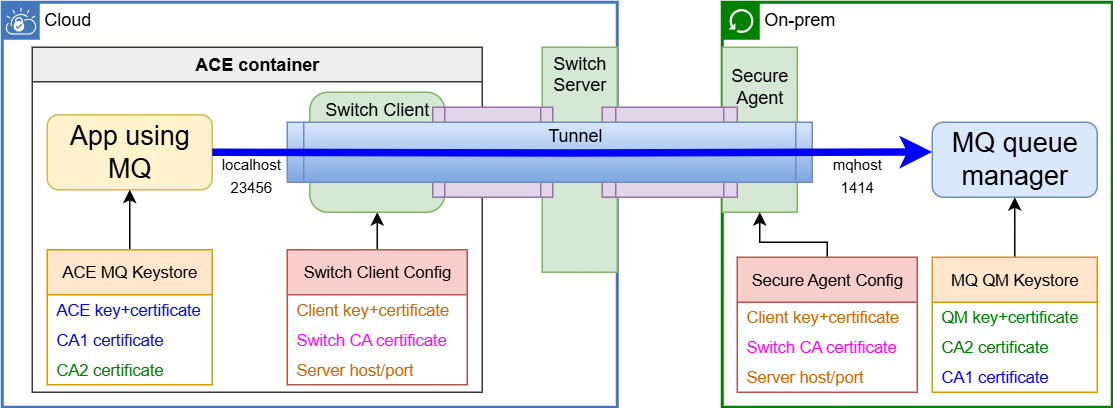 Cloud
On-prem
ACE container
Switch
Server
Secure
Agent
Switch Client
App using
MQ
Tunnel
MQ queue
manager
localhost
23456
mqhost
1414
ACE MQ Keystore
ACE key+certificate
CA1 certificate
CA2 certificate
Switch Client Config
Client key+certificate
Switch CA certificate
Server host/port
Secure Agent Config
Client key+certificate
Switch CA certificate
Server host/port
MQ QM Keystore
QM key+certificate
CA2 certificate
CA1 certificate